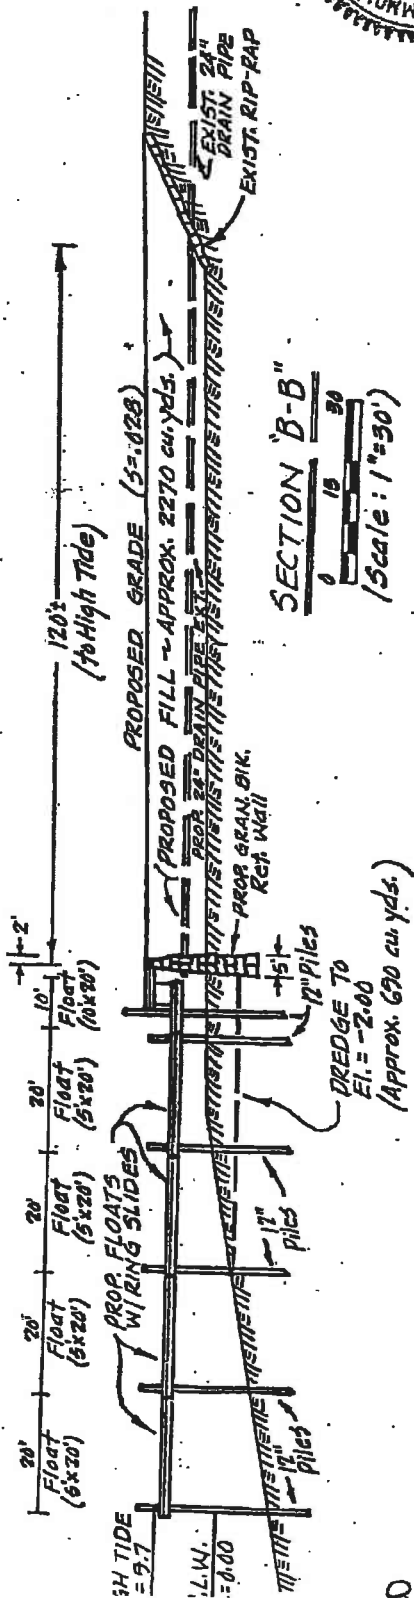 20'
Float
(5'x20')
20'
Float
(5'x20')
20'
Float
(5'x20')
20'
Float
(5'x20')
10'
Float
(10'x20')
2'
120'±
(to High Tide)
PROP. FLOATS
W/RING SLIDES
GH TIDE
= 9.7
.L.W.
= 0.00
PROPOSED GRADE (S=.028)
(PROPOSED FILL ~ APPROX. 2270 cu. yds.)
PROP. 24" DRAIN PIPE EXT.
EXIST. 24"
DRAIN PIPE
EXIST. RIP-RAP
PROP. GRAN. Blk.
Ret. Wall
5'
12" Piles
12"
Piles
12"
Piles
DREDGE TO
El. = -2.00
(Approx. 690 cu. yds.)
SECTION "B-B"
0 15 30
(Scale: 1"=30')